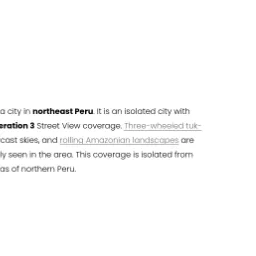 a city in northeast Peru. It is an isolated city with
eration 3 Street View coverage. Three-wheeled tuk-
cast skies, and rolling Amazonian landscapes are
ly seen in the area. This coverage is isolated from
as of northern Peru.